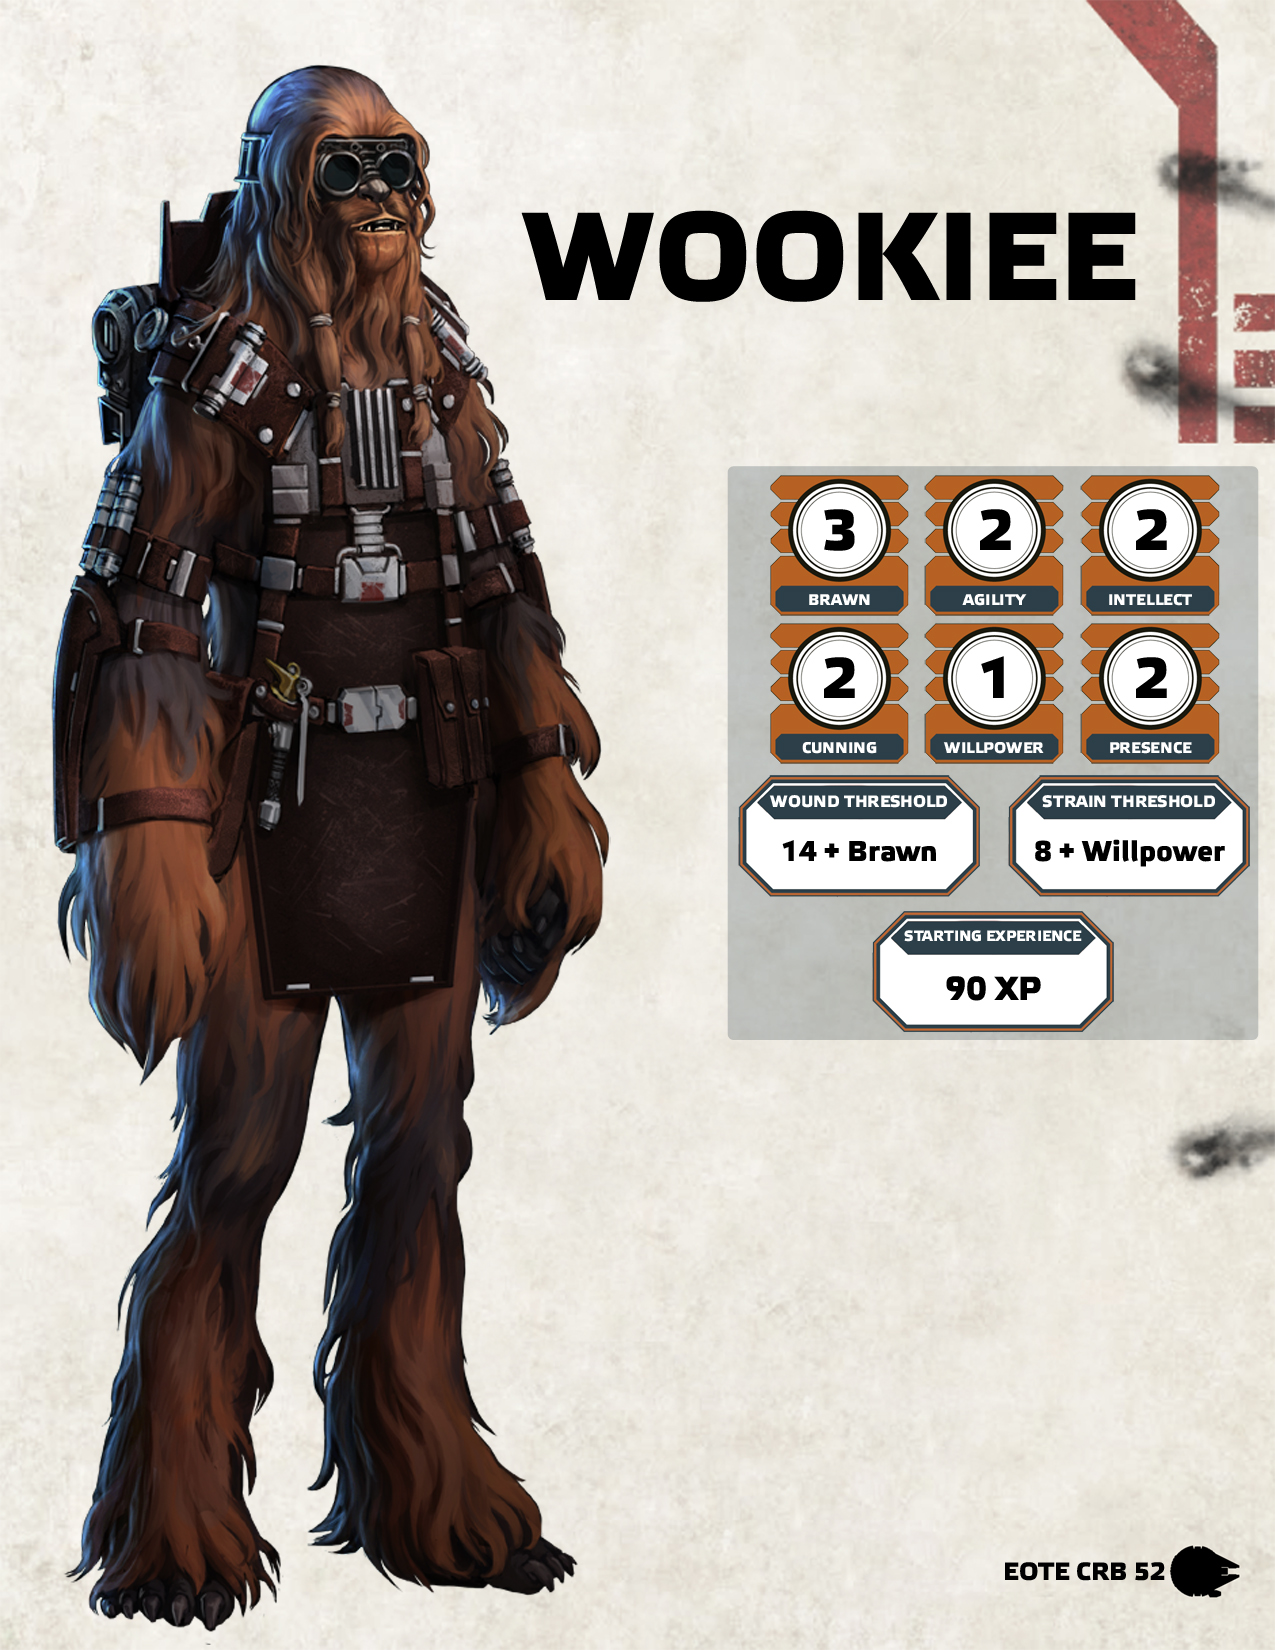 WOOKIEE
3 2 2
BRAWN AGILITY INTELLECT
2 1 2
CUNNING WILLPOWER PRESENCE
WOUND THRESHOLD STRAIN THRESHOLD
14 + Brawn 8 + Willpower
STARTING EXPERIENCE
90 XP
EOTE CRB 52